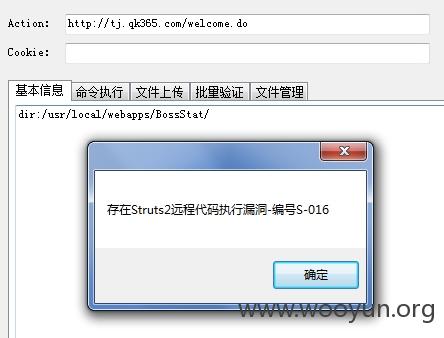 Action: http://tj.qk365.com/welcome.do
Cookie:
基本信息 命令执行 文件上传 批量验证 文件管理
dir:/usr/local/webapps/BossStat/
存在Struts2远程代码执行漏洞-编号S-016
确定
www.wooyun.org